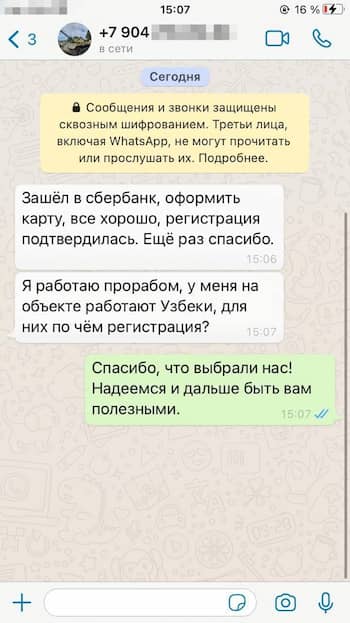 15:07
16 %
3
+7 904
в сети
Сегодня
Сообщения и звонки защищены
сквозным шифрованием. Третьи лица,
включая WhatsApp, не могут прочитать
или прослушать их. Подробнее.
Зашёл в сбербанк, оформить
карту, все хорошо, регистрация
подтвердилась. Ещё раз спасибо.
15:06
Я работаю прорабом, у меня на
объекте работают Узбеки, для
них по чём регистрация?
15:07
Спасибо, что выбрали нас!
Надеемся и дальше быть вам
полезными.
15:07